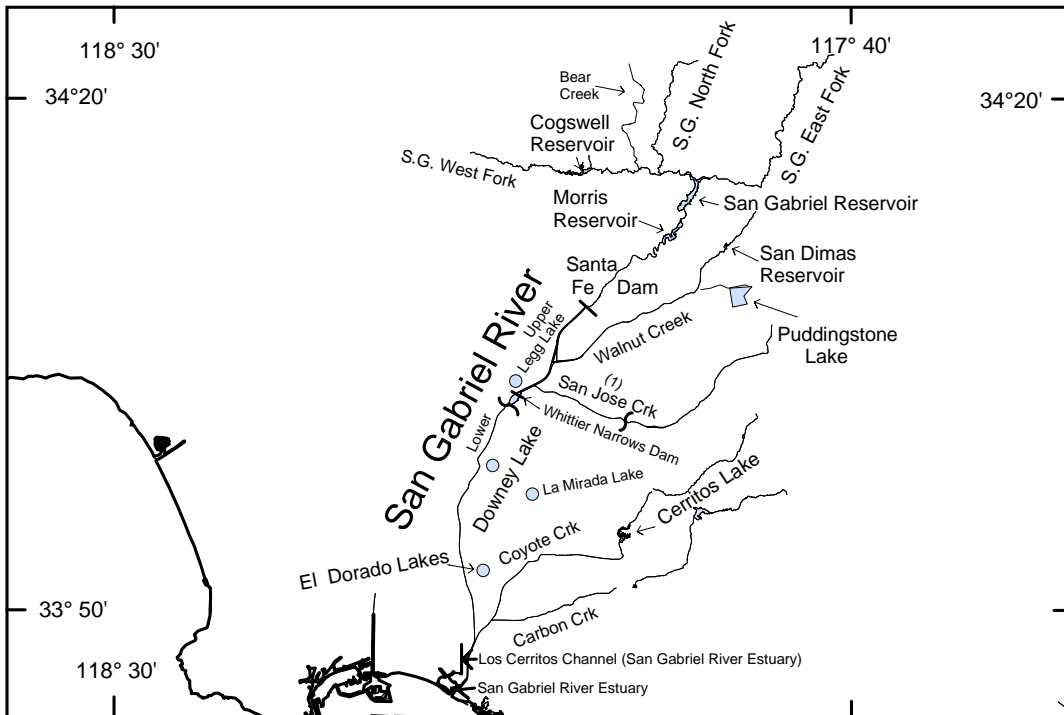 118° 30'
117° 40'
34° 20'
34° 20'
Bear
Creek
S.G. North Fork
S.G. East Fork
Cogswell
Reservoir
S.G. West Fork
Morris
Reservoir
San Gabriel Reservoir
San Dimas
Reservoir
Santa
Fe Dam
San Gabriel River
Upper
Legg Lake
Walnut Creek
Puddingstone
Lake
(1)
San Jose Crk
Whittier Narrows Dam
Lower
Downey Lake
La Mirada Lake
Cerritos Lake
Coyote Crk
El Dorado Lakes
33° 50'
Carbon Crk
118° 30'
Los Cerritos Channel (San Gabriel River Estuary)
San Gabriel River Estuary